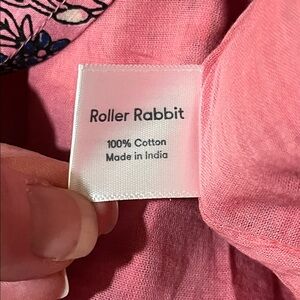 Roller Rabbit
100% Cotton
Made in India